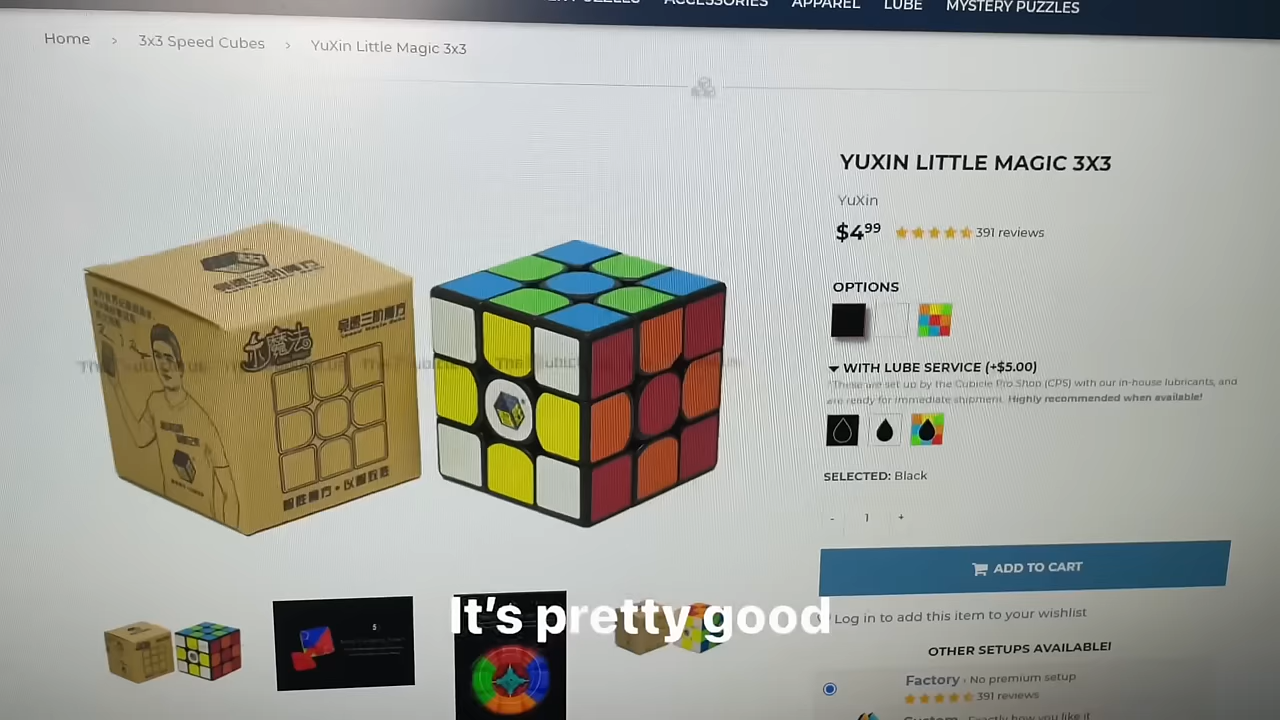 ACCESSORIES
APPAREL
LUBE
MYSTERY PUZZLES
Home > 3x3 Speed Cubes > YuXin Little Magic 3x3
YUXIN LITTLE MAGIC 3X3
YuXin
$4.99 391 reviews
OPTIONS
WITH LUBE SERVICE (+$5.00)
*These are set up by the Cubicle Pro Shop (CPS) with our in-house lubricants, and
are ready for immediate shipment. Highly recommended when available!
SELECTED: Black
- 1 +
ADD TO CART
Log in to add this item to your wishlist
OTHER SETUPS AVAILABLE!
Factory - No premium setup
391 reviews
小魔法
It's pretty good